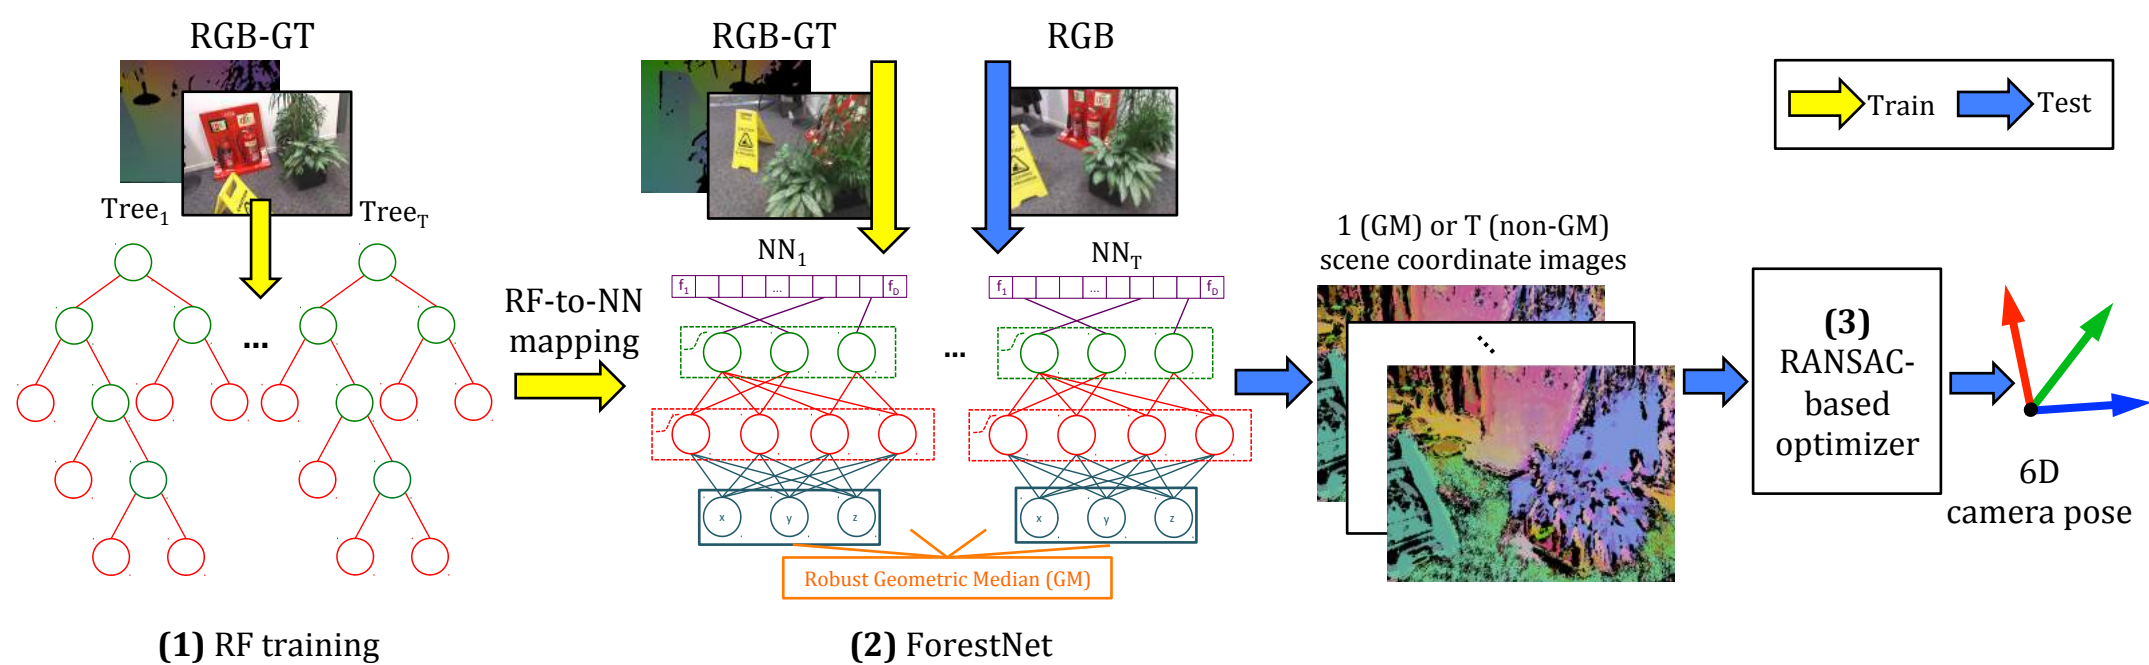 RGB-GT
RGB-GT
RGB
Train
Test
Tree1
TreeT
1 (GM) or T (non-GM)
scene coordinate images
NN1
NNT
f1 ... fD
f1 ... fD
RF-to-NN
mapping
...
...
(3)
RANSAC-
based
optimizer
x y z
x y z
6D
camera pose
Robust Geometric Median (GM)
(1) RF training
(2) ForestNet